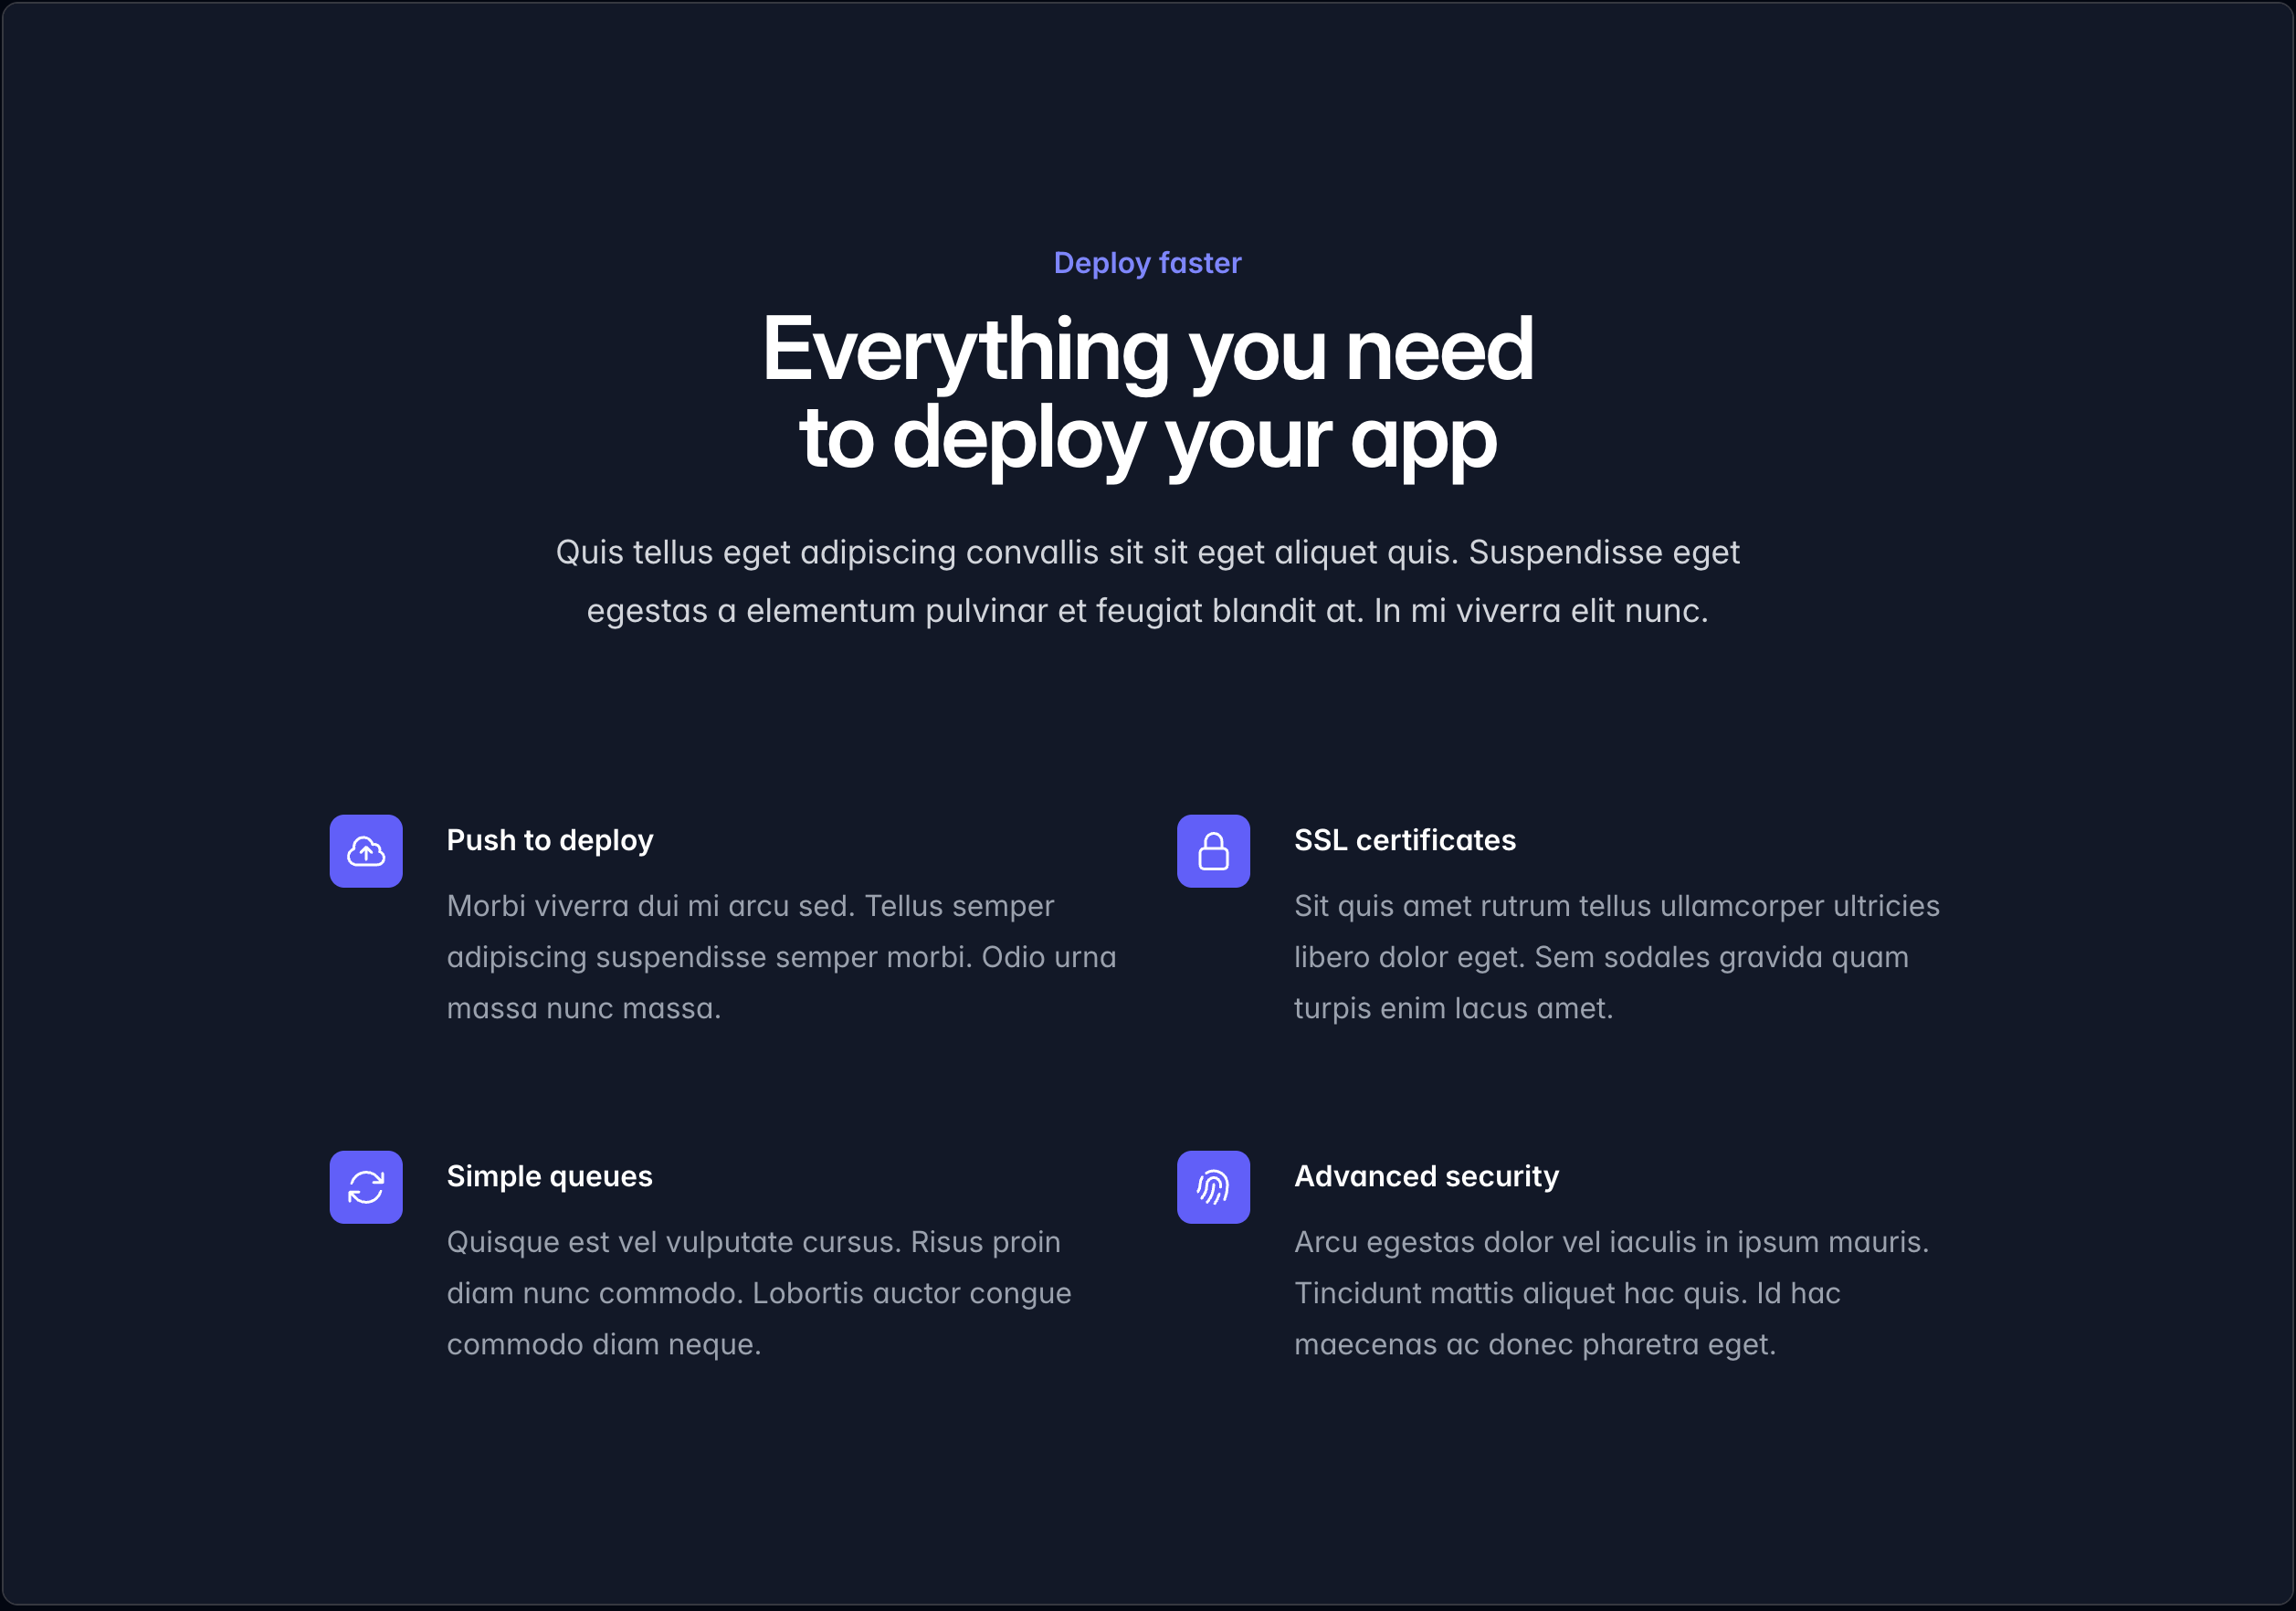 Deploy faster
Everything you need
to deploy your app
Quis tellus eget adipiscing convallis sit sit eget aliquet quis. Suspendisse eget
egestas a elementum pulvinar et feugiat blandit at. In mi viverra elit nunc.
Push to deploy
Morbi viverra dui mi arcu sed. Tellus semper
adipiscing suspendisse semper morbi. Odio urna
massa nunc massa.
SSL certificates
Sit quis amet rutrum tellus ullamcorper ultricies
libero dolor eget. Sem sodales gravida quam
turpis enim lacus amet.
Simple queues
Quisque est vel vulputate cursus. Risus proin
diam nunc commodo. Lobortis auctor congue
commodo diam neque.
Advanced security
Arcu egestas dolor vel iaculis in ipsum mauris.
Tincidunt mattis aliquet hac quis. Id hac
maecenas ac donec pharetra eget.